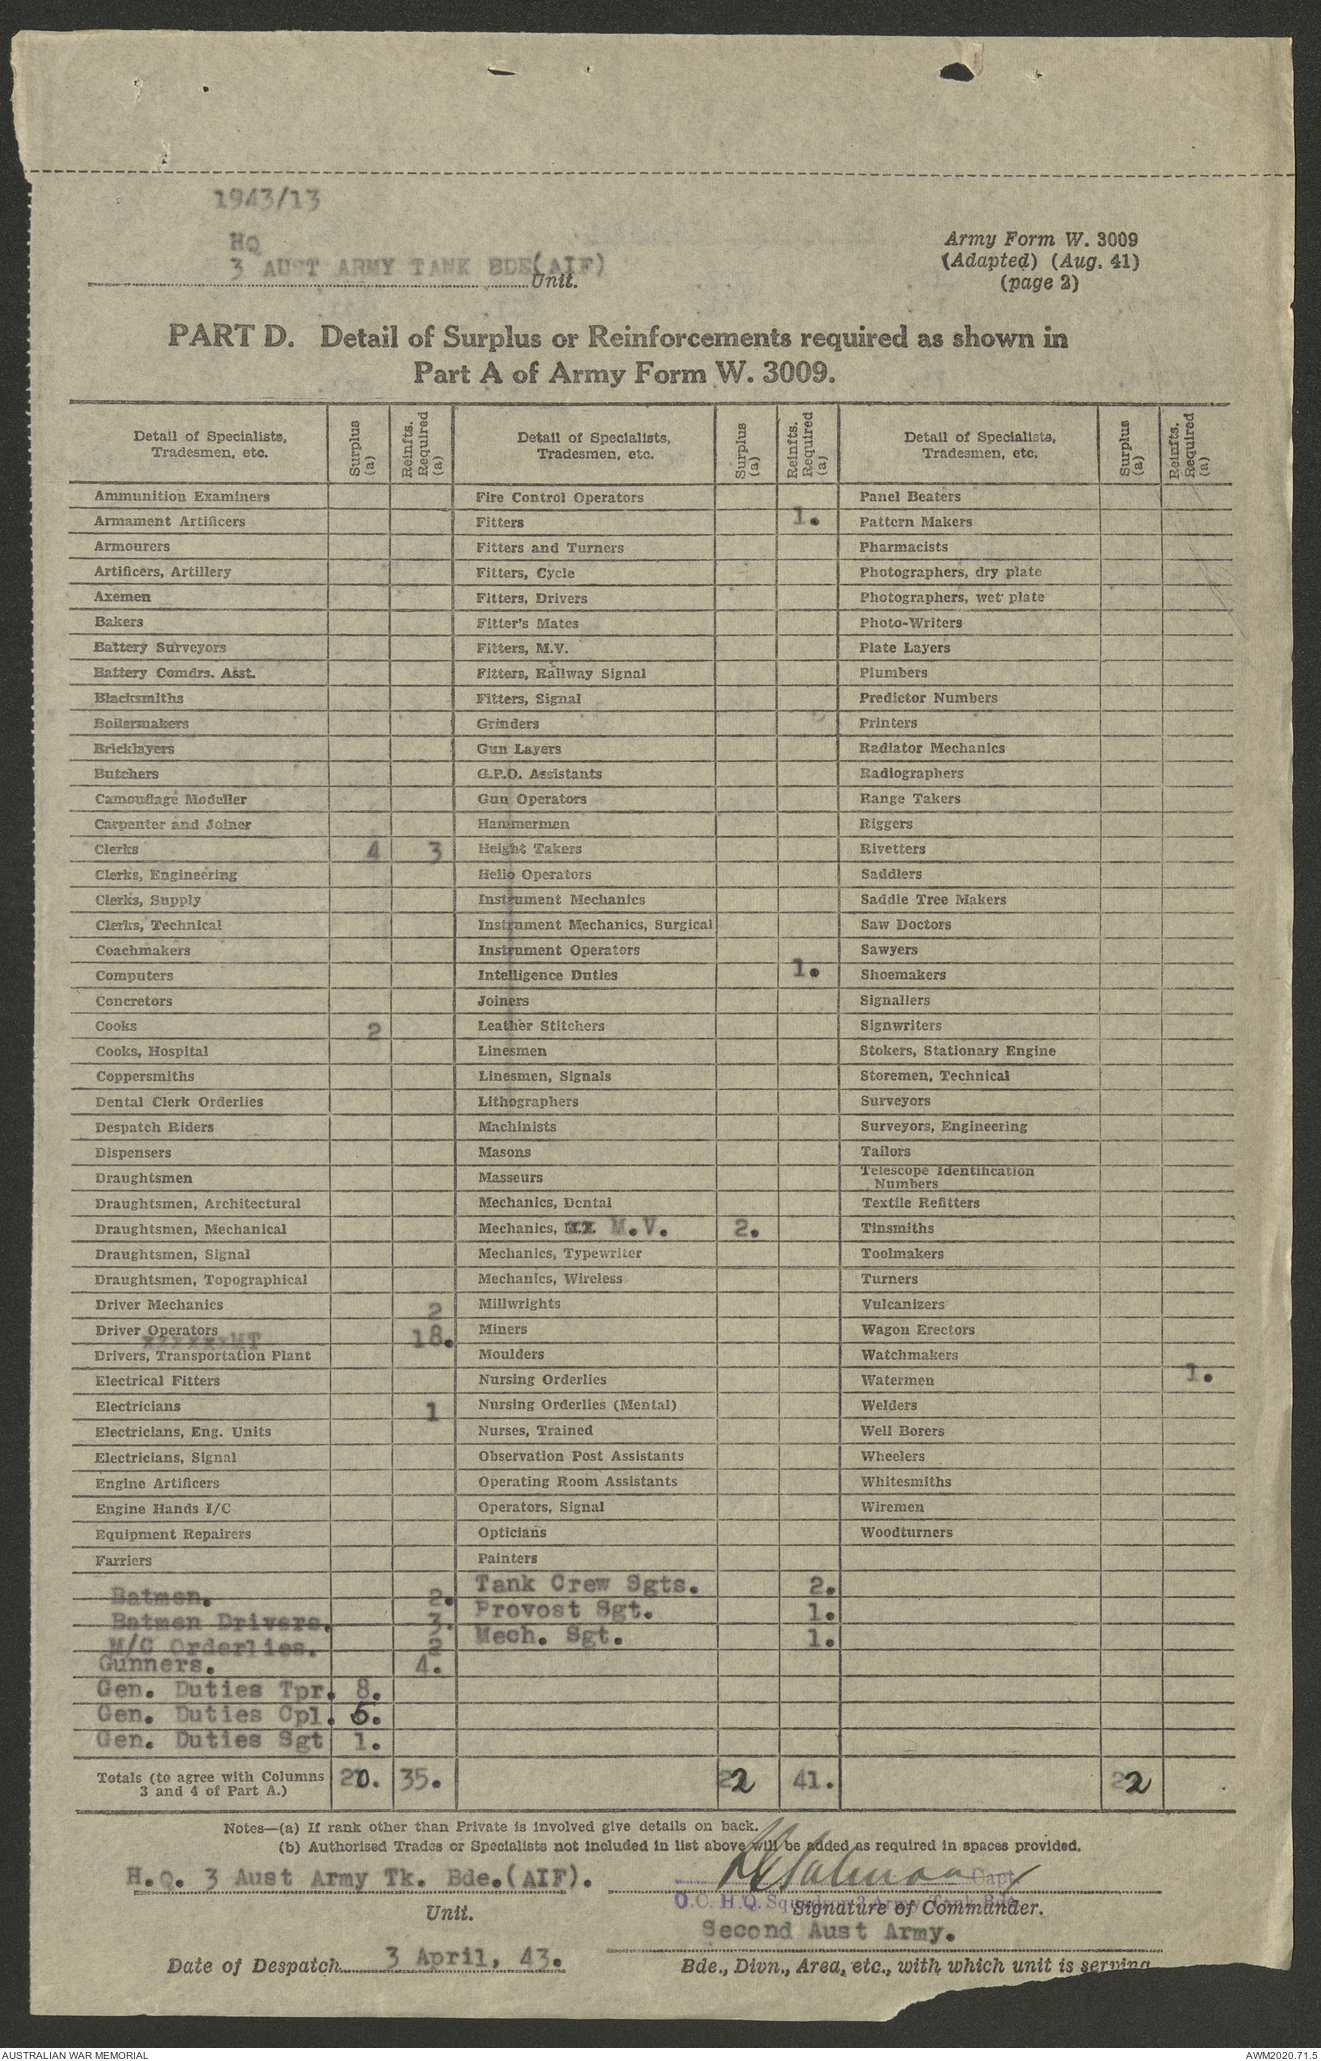 1943/13
HQ
3 AUST ARMY TANK BDE(AIF)
Unit.
Army Form W. 3009
(Adapted) (Aug. 41)
(page 2)
PART D. Detail of Surplus or Reinforcements required as shown in
Part A of Army Form W. 3009.
Detail of Specialists, Tradesmen, etc. Surplus (a) Reinfts. Required (a) Detail of Specialists, Tradesmen, etc. Surplus (a) Reinfts. Required (a) Detail of Specialists, Tradesmen, etc. Surplus (a) Reinfts. Required (a)
Ammunition Examiners Fire Control Operators Panel Beaters
Armament Artificers Fitters 1. Pattern Makers
Armourers Fitters and Turners Pharmacists
Artificers, Artillery Fitters, Cycle Photographers, dry plate
Axemen Fitters, Drivers Photographers, wet plate
Bakers Fitter's Mates Photo-Writers
Battery Surveyors Fitters, M.V. Plate Layers
Battery Comdrs. Asst. Fitters, Railway Signal Plumbers
Blacksmiths Fitters, Signal Predictor Numbers
Boilermakers Grinders Printers
Bricklayers Gun Layers Radiator Mechanics
Butchers G.P.O. Assistants Radiographers
Camouflage Modeller Gun Operators Range Takers
Carpenter and Joiner Hammermen Riggers
Clerks 4 3 Height Takers Rivetters
Clerks, Engineering Helio Operators Saddlers
Clerks, Supply Instrument Mechanics Saddle Tree Makers
Clerks, Technical Instrument Mechanics, Surgical Saw Doctors
Coachmakers Instrument Operators Sawyers
Computers Intelligence Duties 1. Shoemakers
Concretors Joiners Signallers
Cooks 2 Leather Stitchers Signwriters
Cooks, Hospital Linesmen Stokers, Stationary Engine
Coppersmiths Linesmen, Signals Storemen, Technical
Dental Clerk Orderlies Lithographers Surveyors
Despatch Riders Machinists Surveyors, Engineering
Dispensers Masons Tailors
Draughtsmen Masseurs Telescope Identification Numbers
Draughtsmen, Architectural Mechanics, Dental Textile Refitters
Draughtsmen, Mechanical Mechanics, M.V. 2. Tinsmiths
Draughtsmen, Signal Mechanics, Typewriter Toolmakers
Draughtsmen, Topographical Mechanics, Wireless Turners
Driver Mechanics 2 Millwrights Vulcanizers
Driver Operators 18. Miners Wagon Erectors
MT
Drivers, Transportation Plant Moulders Watchmakers
Electrical Fitters Nursing Orderlies Watermen 1.
Electricians 1 Nursing Orderlies (Mental) Welders
Electricians, Eng. Units Nurses, Trained Well Borers
Electricians, Signal Observation Post Assistants Wheelers
Engine Artificers Operating Room Assistants Whitesmiths
Engine Hands I/C Operators, Signal Wiremen
Equipment Repairers Opticians Woodturners
Farriers Painters
Batmen. 2. Tank Crew Sgts. 2.
Batmen Drivers. 3. Provost Sgt. 1.
M/C Orderlies. 2 Mech. Sgt. 1.
Gunners. 4.
Gen. Duties Tpr. 8.
Gen. Duties Cpl. 5.
Gen. Duties Sgt 1.
Totals (to agree with Columns 3 and 4 of Part A.) 20. 35. 22 41. 22
Notes—(a) If rank other than Private is involved give details on back.
(b) Authorised Trades or Specialists not included in list above will be added as required in spaces provided.
H.Q. 3 Aust Army Tk. Bde.(AIF). Capt
O.C. H.Q. Squadron 3 Army Tank Bde
Unit. Signature of Commander.
Second Aust Army.
Date of Despatch 3 April, 43. Bde., Divn., Area, etc., with which unit is serving
AUSTRALIAN WAR MEMORIAL AWM2020.71.5